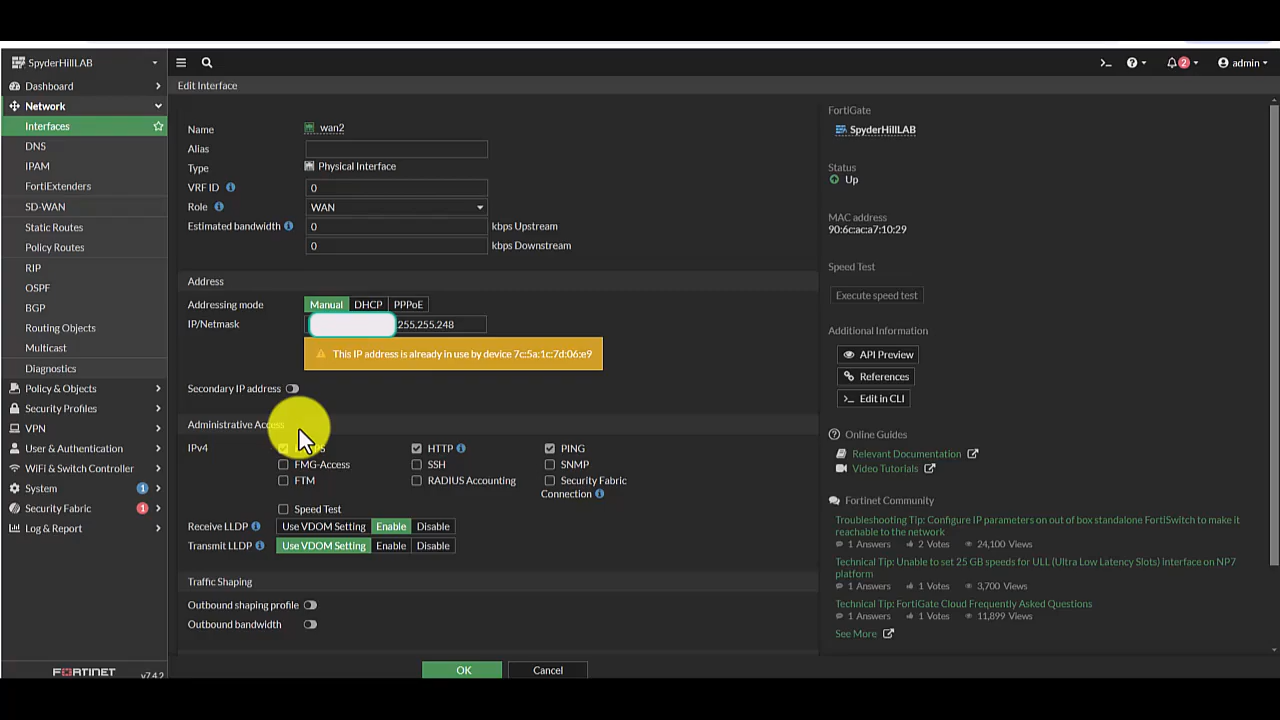 SpyderHillLAB
admin
2
Dashboard
Network
Interfaces
DNS
IPAM
FortiExtenders
SD-WAN
Static Routes
Policy Routes
RIP
OSPF
BGP
Routing Objects
Multicast
Diagnostics
Policy & Objects
Security Profiles
VPN
User & Authentication
WiFi & Switch Controller
System 1
Security Fabric 1
Log & Report
FORTINET v7.4.2
Edit Interface
Name wan2
Alias
Type Physical Interface
VRF ID 0
Role WAN
Estimated bandwidth 0 kbps Upstream
0 kbps Downstream
Address
Addressing mode Manual DHCP PPPoE
IP/Netmask 255.255.248
This IP address is already in use by device 7c:5a:1c:7d:06:e9
Secondary IP address
Administrative Access
IPv4 HTTP PING
FMG-Access SSH SNMP
FTM RADIUS Accounting Security Fabric
Connection
Speed Test
Receive LLDP Use VDOM Setting Enable Disable
Transmit LLDP Use VDOM Setting Enable Disable
Traffic Shaping
Outbound shaping profile
Outbound bandwidth
OK Cancel
FortiGate
SpyderHillLAB
Status
Up
MAC address
90:6c:ac:a7:10:29
Speed Test
Execute speed test
Additional Information
API Preview
References
>_ Edit in CLI
Online Guides
Relevant Documentation
Video Tutorials
Fortinet Community
Troubleshooting Tip: Configure IP parameters on out of box standalone FortiSwitch to make it
reachable to the network
1 Answers 2 Votes 24,100 Views
Technical Tip: Unable to set 25 GB speeds for ULL (Ultra Low Latency Slots) interface on NP7
platform
1 Answers 1 Votes 3,700 Views
Technical Tip: FortiGate Cloud Frequently Asked Questions
1 Answers 1 Votes 11,899 Views
See More